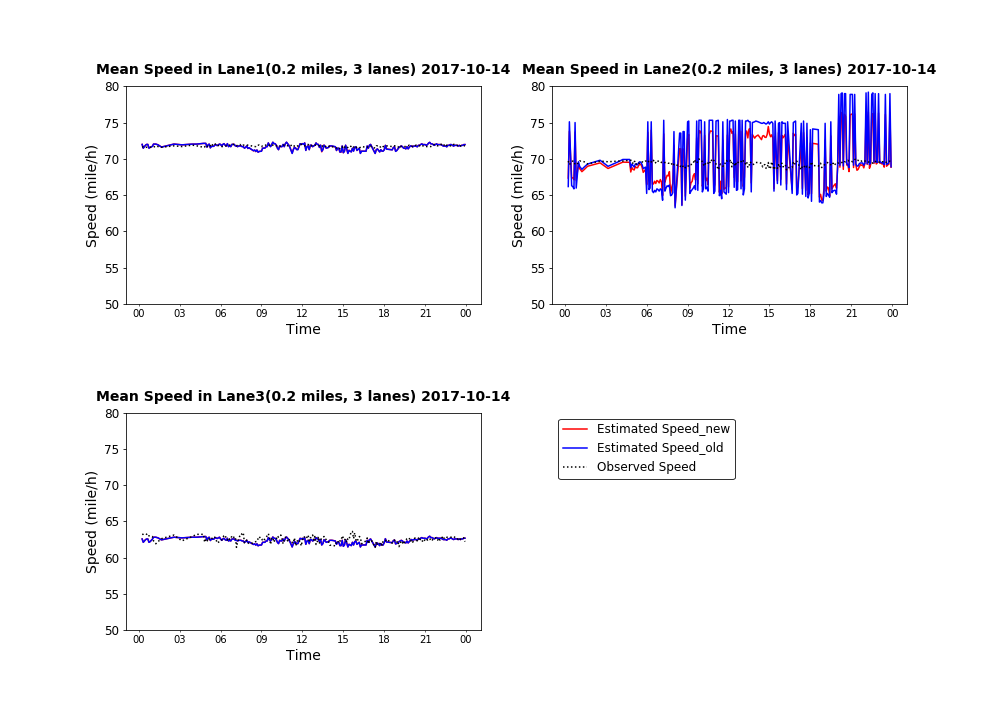 Mean Speed in Lane1(0.2 miles, 3 lanes) 2017-10-14
80
75
70
65
60
55
50
Speed (mile/h)
00 03 06 09 12 15 18 21 00
Time
Mean Speed in Lane2(0.2 miles, 3 lanes) 2017-10-14
80
75
70
65
60
55
50
Speed (mile/h)
00 03 06 09 12 15 18 21 00
Time
Mean Speed in Lane3(0.2 miles, 3 lanes) 2017-10-14
80
75
70
65
60
55
50
Speed (mile/h)
00 03 06 09 12 15 18 21 00
Time
Estimated Speed_new
Estimated Speed_old
Observed Speed